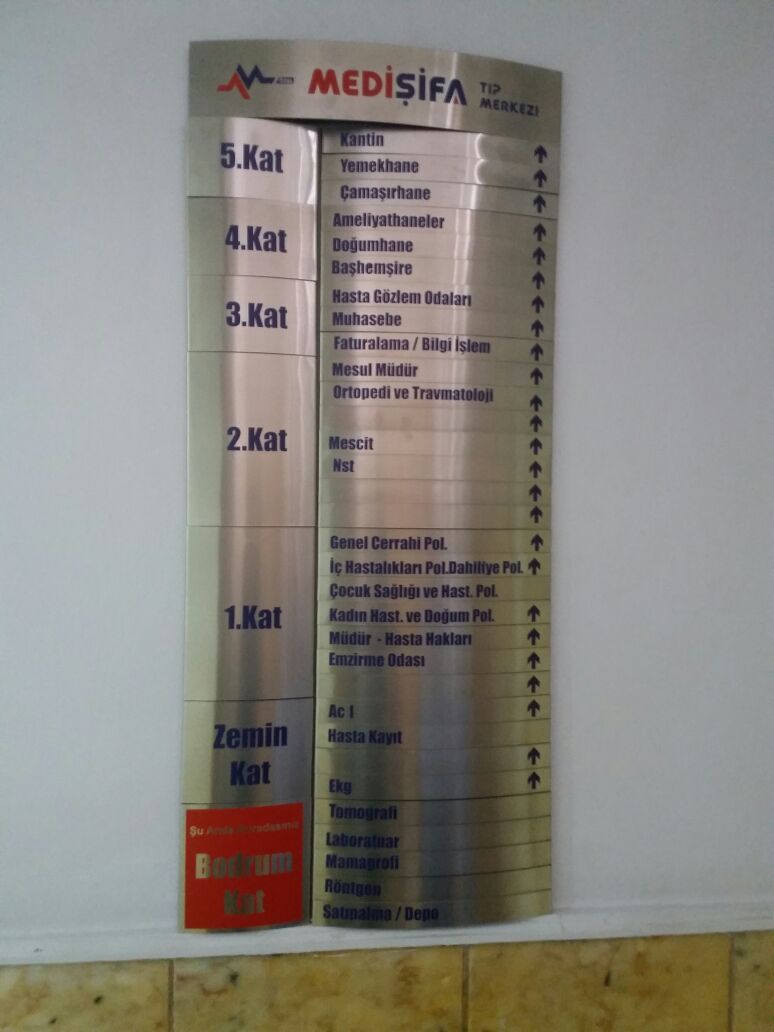 MEDİŞİFA TIP MERKEZİ
5.Kat
Kantin
Yemekhane
Çamaşırhane
4.Kat
Ameliyathaneler
Doğumhane
Başhemşire
3.Kat
Hasta Gözlem Odaları
Muhasebe
Faturalama / Bilgi İşlem
2.Kat
Mesul Müdür
Ortopedi ve Travmatoloji
Mescit
Nst
1.Kat
Genel Cerrahi Pol.
İç Hastalıkları Pol.Dahiliye Pol.
Çocuk Sağlığı ve Hast. Pol.
Kadın Hast. ve Doğum Pol.
Müdür - Hasta Hakları
Emzirme Odası
Zemin
Kat
Ac I
Hasta Kayıt
Ekg
Şu Anda Buradasınız
Bodrum
Kat
Tomografi
Laboratuar
Mamagrofi
Röntgen
Satınalma / Depo